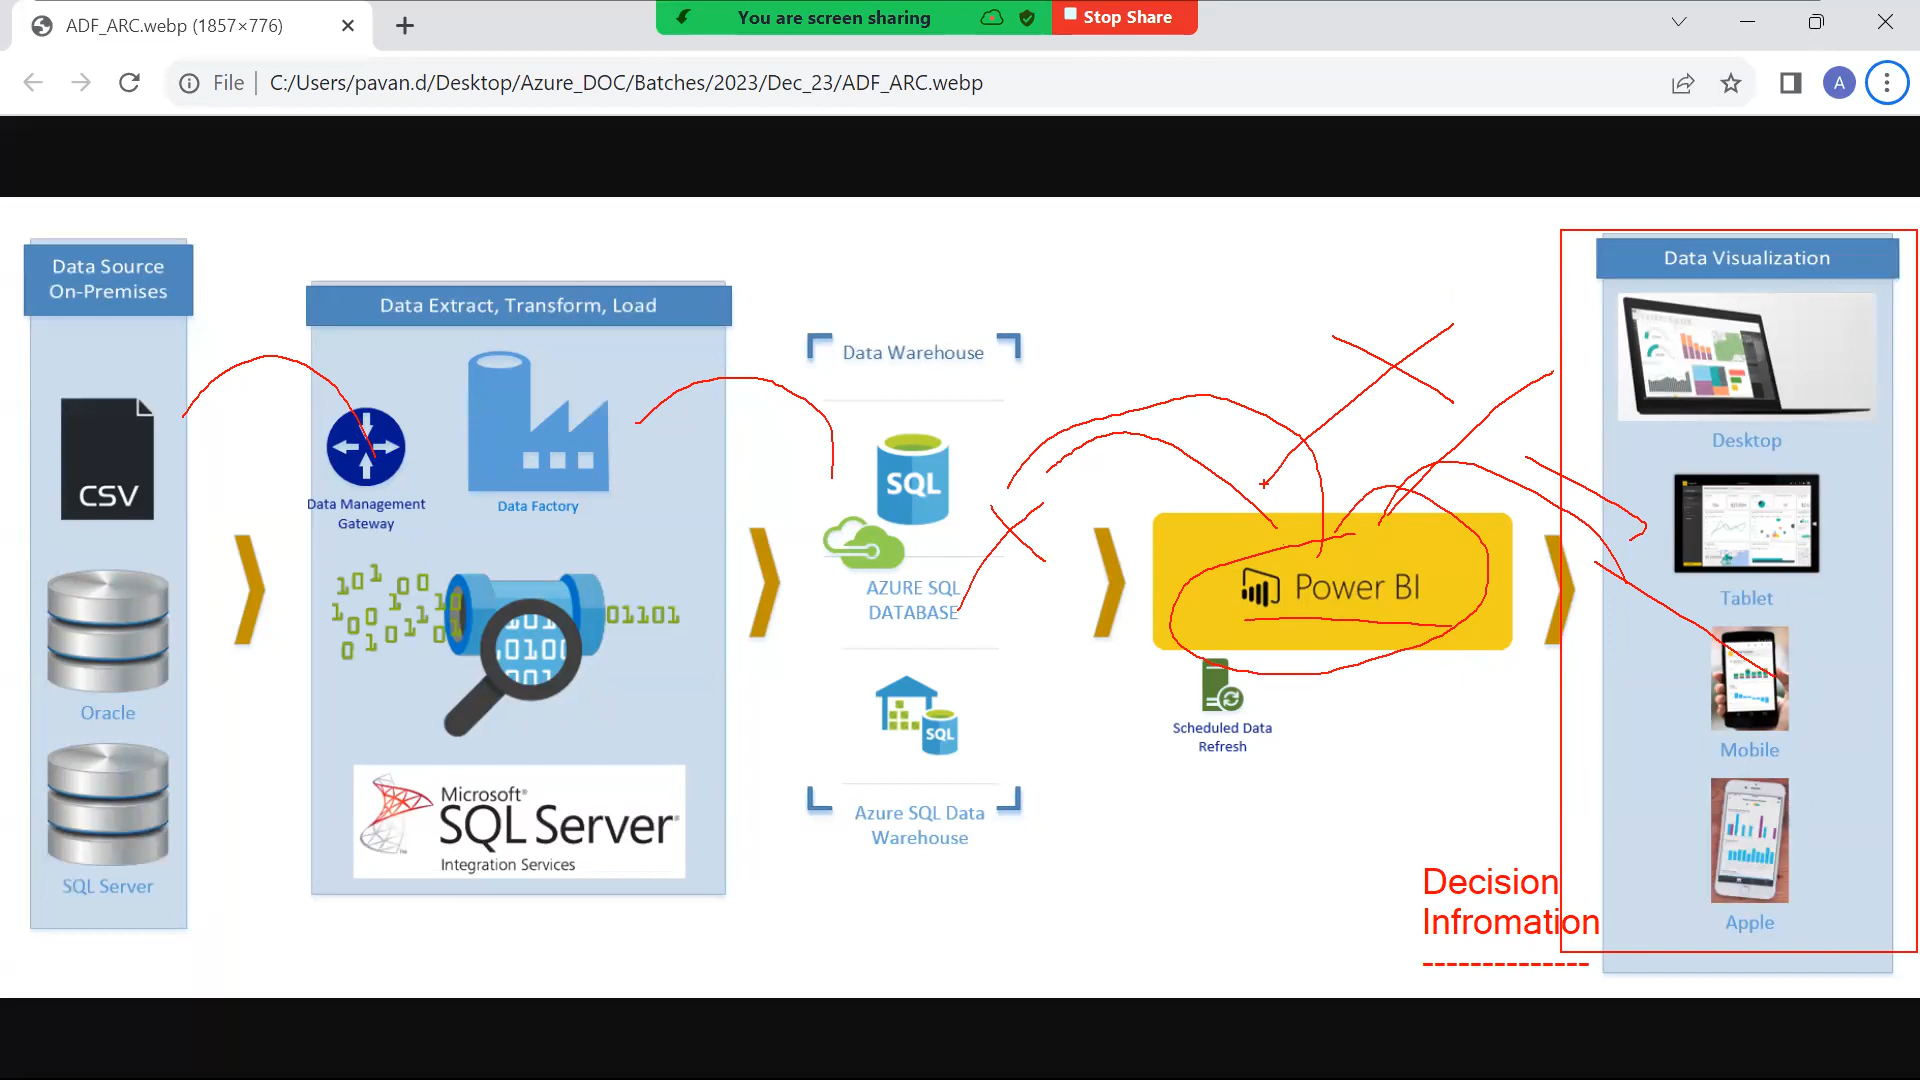 ADF_ARC.webp (1857×776)
You are screen sharing
Stop Share
File
C:/Users/pavan.d/Desktop/Azure_DOC/Batches/2023/Dec_23/ADF_ARC.webp
A
Data Source
On-Premises
CSV
Oracle
SQL Server
Data Extract, Transform, Load
Data Management
Gateway
Data Factory
01101
Microsoft®
SQL Server®
Integration Services
Data Warehouse
SQL
AZURE SQL
DATABASE
SQL
Azure SQL Data
Warehouse
Power BI
Scheduled Data
Refresh
Data Visualization
Desktop
Tablet
Mobile
Apple
Decision
Infromation
--------------